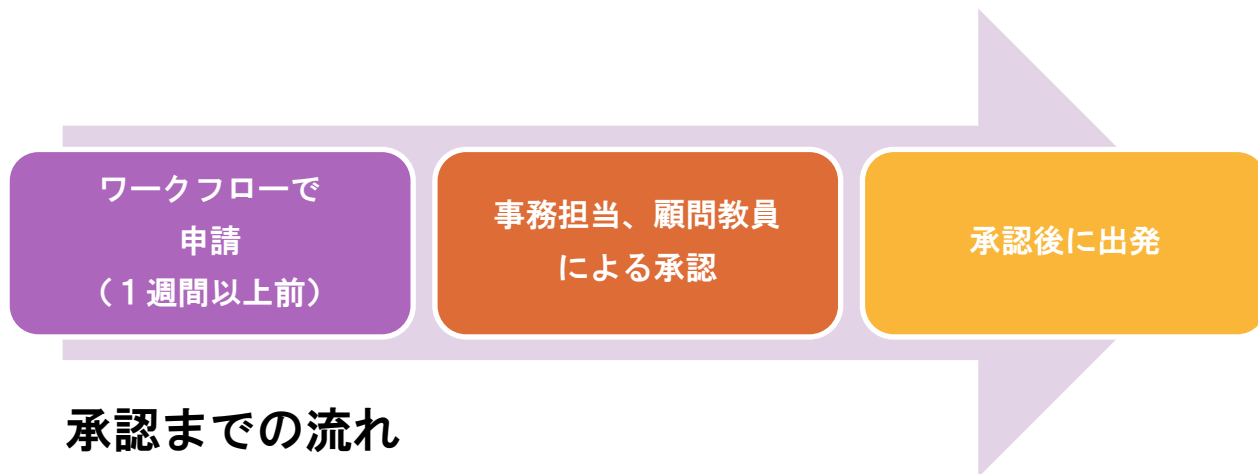 ワークフローで
申請
（１週間以上前）
事務担当、顧問教員
による承認
承認後に出発
承認までの流れ